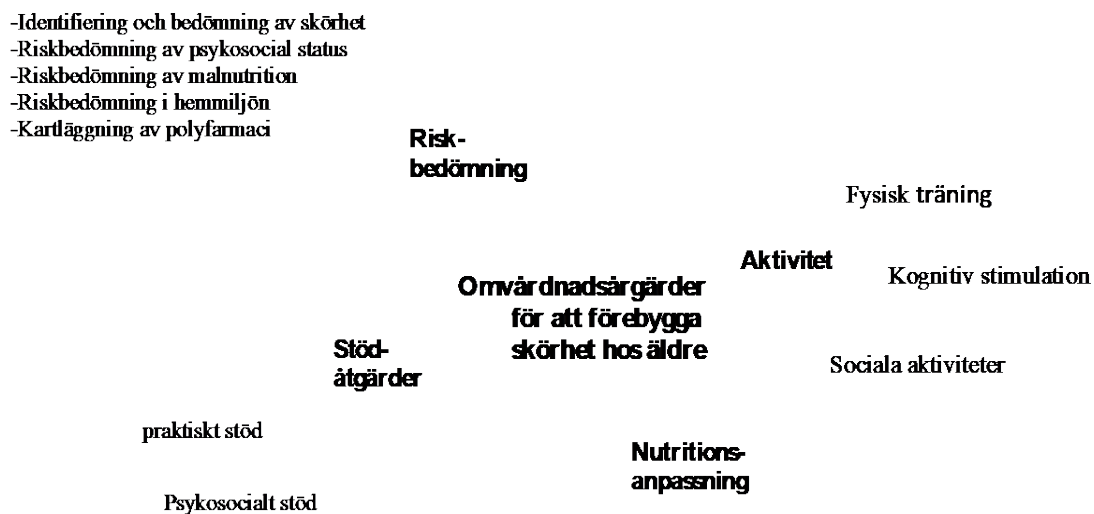 -Identifiering och bedömning av skörhet
-Riskbedömning av psykosocial status
-Riskbedömning av malnutrition
-Riskbedömning i hemmiljön
-Kartläggning av polyfarmaci
Risk-
bedömning
Fysisk träning
Aktivitet
Kognitiv stimulation
Omvårdnadsårgärder
för att förebygga
skörhet hos äldre
Stöd-
åtgärder
Sociala aktiviteter
praktiskt stöd
Nutritions-
anpassning
Psykosocialt stöd